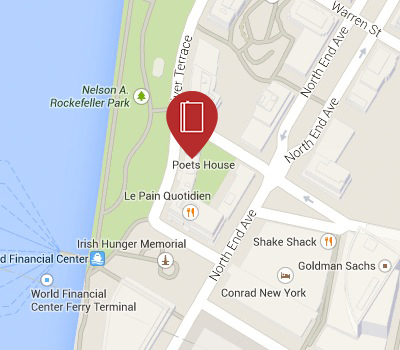 Warren St
North End Ave
Nelson A.
Rockefeller Park
North End Ave
Poets House
Le Pain Quotidien
North End Ave
Irish Hunger Memorial
Shake Shack
Financial Center
Goldman Sachs
World Financial
Center Ferry Terminal
Conrad New York
Terrace